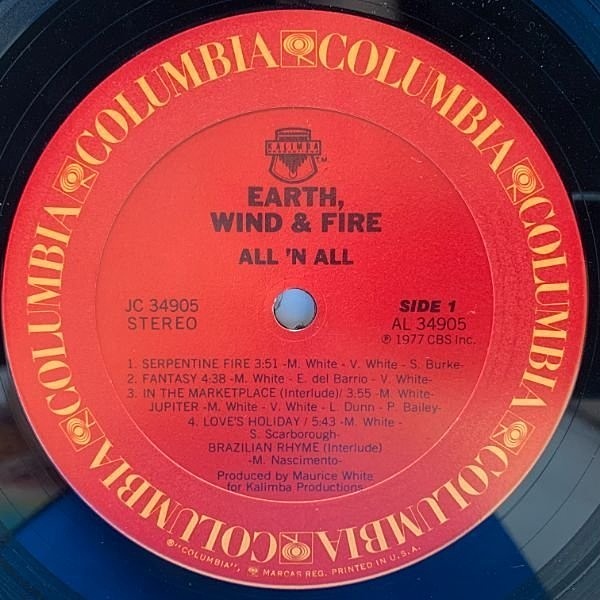 COLUMBIA COLUMBIA COLUMBIA COLUMBIA COLUMBIA COLUMBIA
KALIMBA
TM
EARTH,
WIND & FIRE
ALL 'N ALL
JC 34905
STEREO
SIDE 1
AL 34905
℗ 1977 CBS Inc.
1. SERPENTINE FIRE 3:51 -M. White - V. White - S. Burke-
2. FANTASY 4:38 -M. White - E. del Barrio - V. White-
3. IN THE MARKETPLACE (Interlude)/ 3:55 -M. White-
JUPITER -M. White - V. White - L. Dunn - P. Bailey-
4. LOVE'S HOLIDAY / 5:43 -M. White -
S. Scarborough-
BRAZILIAN RHYME (Interlude)
-M. Nascimento-
Produced by Maurice White
for Kalimba Productions
®"COLUMBIA", MARCAS REG. PRINTED IN U.S.A.